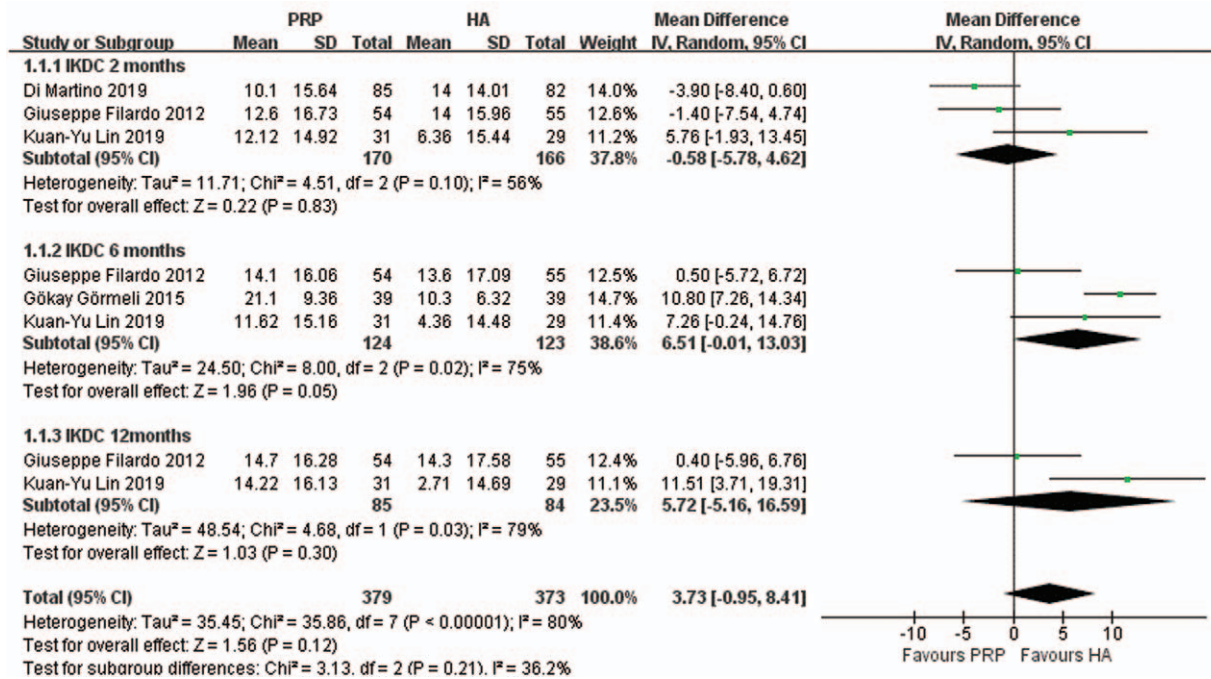 PRP HA Mean Difference Mean Difference
Study or Subgroup Mean SD Total Mean SD Total Weight IV, Random, 95% CI IV, Random, 95% CI
1.1.1 IKDC 2 months
Di Martino 2019 10.1 15.64 85 14 14.01 82 14.0% -3.90 [-8.40, 0.60]
Giuseppe Filardo 2012 12.6 16.73 54 14 15.96 55 12.6% -1.40 [-7.54, 4.74]
Kuan-Yu Lin 2019 12.12 14.92 31 6.36 15.44 29 11.2% 5.76 [-1.93, 13.45]
Subtotal (95% CI) 170 166 37.8% -0.58 [-5.78, 4.62]
Heterogeneity: Tau² = 11.71; Chi² = 4.51, df = 2 (P = 0.10); I² = 56%
Test for overall effect: Z = 0.22 (P = 0.83)
1.1.2 IKDC 6 months
Giuseppe Filardo 2012 14.1 16.06 54 13.6 17.09 55 12.5% 0.50 [-5.72, 6.72]
Gökay Görmeli 2015 21.1 9.36 39 10.3 6.32 39 14.7% 10.80 [7.26, 14.34]
Kuan-Yu Lin 2019 11.62 15.16 31 4.36 14.48 29 11.4% 7.26 [-0.24, 14.76]
Subtotal (95% CI) 124 123 38.6% 6.51 [-0.01, 13.03]
Heterogeneity: Tau² = 24.50; Chi² = 8.00, df = 2 (P = 0.02); I² = 75%
Test for overall effect: Z = 1.96 (P = 0.05)
1.1.3 IKDC 12months
Giuseppe Filardo 2012 14.7 16.28 54 14.3 17.58 55 12.4% 0.40 [-5.96, 6.76]
Kuan-Yu Lin 2019 14.22 16.13 31 2.71 14.69 29 11.1% 11.51 [3.71, 19.31]
Subtotal (95% CI) 85 84 23.5% 5.72 [-5.16, 16.59]
Heterogeneity: Tau² = 48.54; Chi² = 4.68, df = 1 (P = 0.03); I² = 79%
Test for overall effect: Z = 1.03 (P = 0.30)
Total (95% CI) 379 373 100.0% 3.73 [-0.95, 8.41]
Heterogeneity: Tau² = 35.45; Chi² = 35.86, df = 7 (P < 0.00001); I² = 80%
Test for overall effect: Z = 1.56 (P = 0.12)
Test for subgroup differences: Chi² = 3.13, df = 2 (P = 0.21), I² = 36.2%
-10 -5 0 5 10
Favours PRP Favours HA